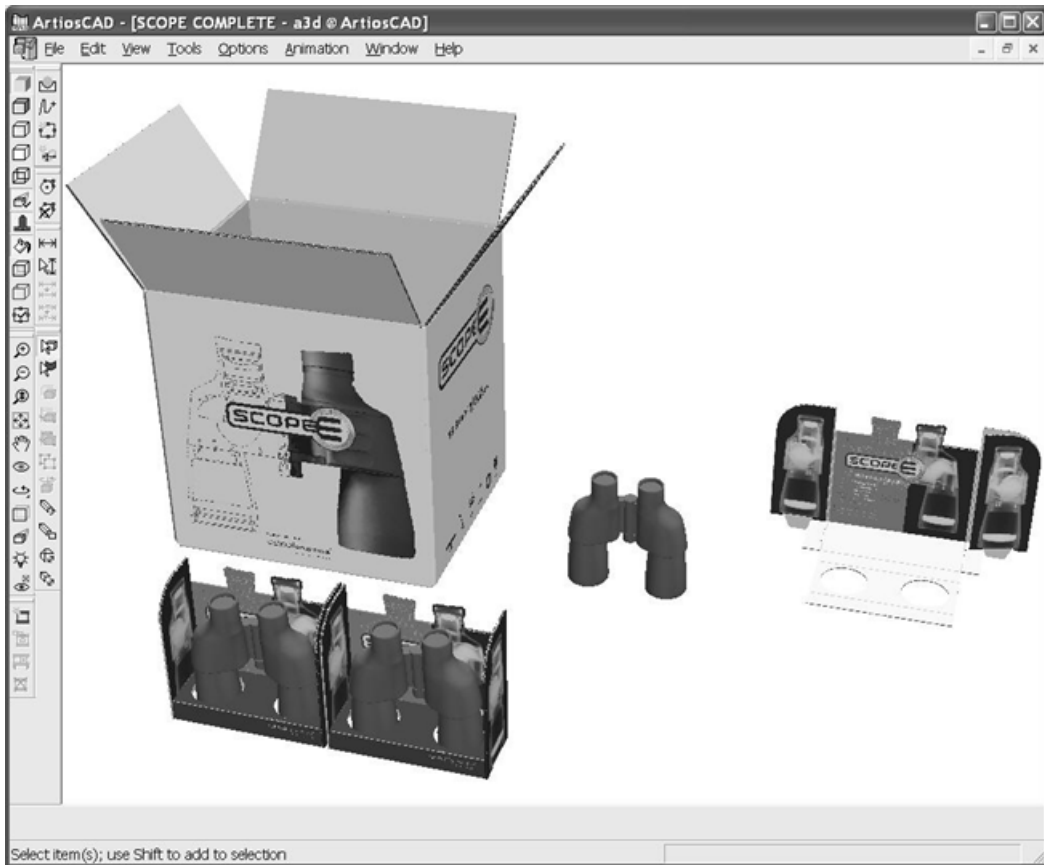 ArtiosCAD - [SCOPE COMPLETE - a3d @ ArtiosCAD]
File Edit View Tools Options Animation Window Help
SCOPE
SCOPE
SCOPE
Select item(s); use Shift to add to selection